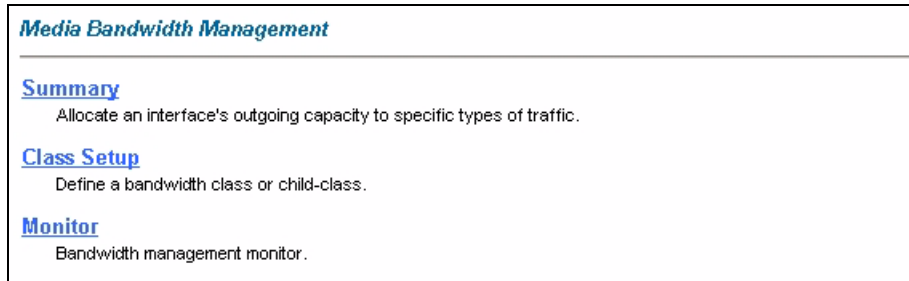 Media Bandwidth Management
Summary
Allocate an interface's outgoing capacity to specific types of traffic.
Class Setup
Define a bandwidth class or child-class.
Monitor
Bandwidth management monitor.